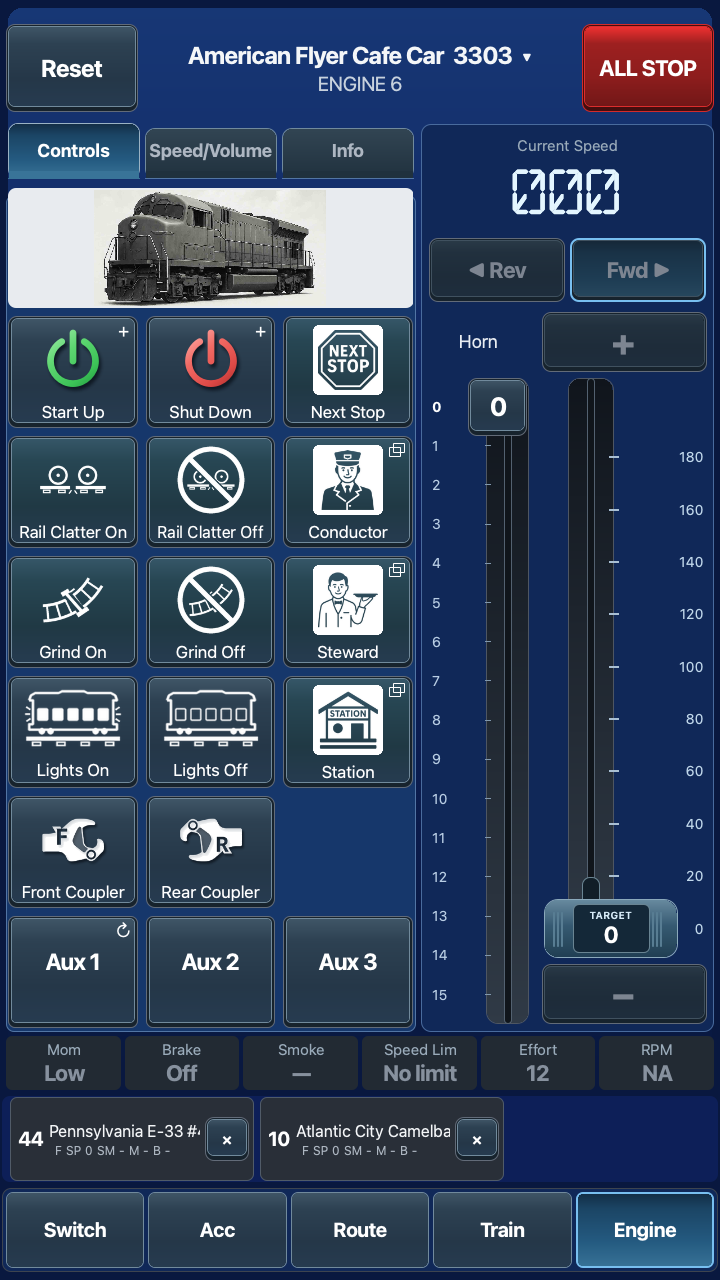 Reset
American Flyer Cafe Car 3303 ▾
ENGINE 6
ALL STOP
Controls
Speed/Volume
Info
Current Speed
000
Rev
Fwd
Horn
+
Start Up
+
Shut Down
+
NEXT
STOP
Next Stop
Rail Clatter On
Rail Clatter Off
Conductor
Grind On
Grind Off
Steward
Lights On
Lights Off
STATION
Station
F
Front Coupler
R
Rear Coupler
Aux 1
Aux 2
Aux 3
0
0
1
2
3
4
5
6
7
8
9
10
11
12
13
14
15
180
160
140
120
100
80
60
40
20
0
TARGET
0
−
Mom
Low
Brake
Off
Smoke
—
Speed Lim
No limit
Effort
12
RPM
NA
44 Pennsylvania E-33 #
F SP 0 SM - M - B -
×
10 Atlantic City Camelba
F SP 0 SM - M - B -
×
Switch
Acc
Route
Train
Engine